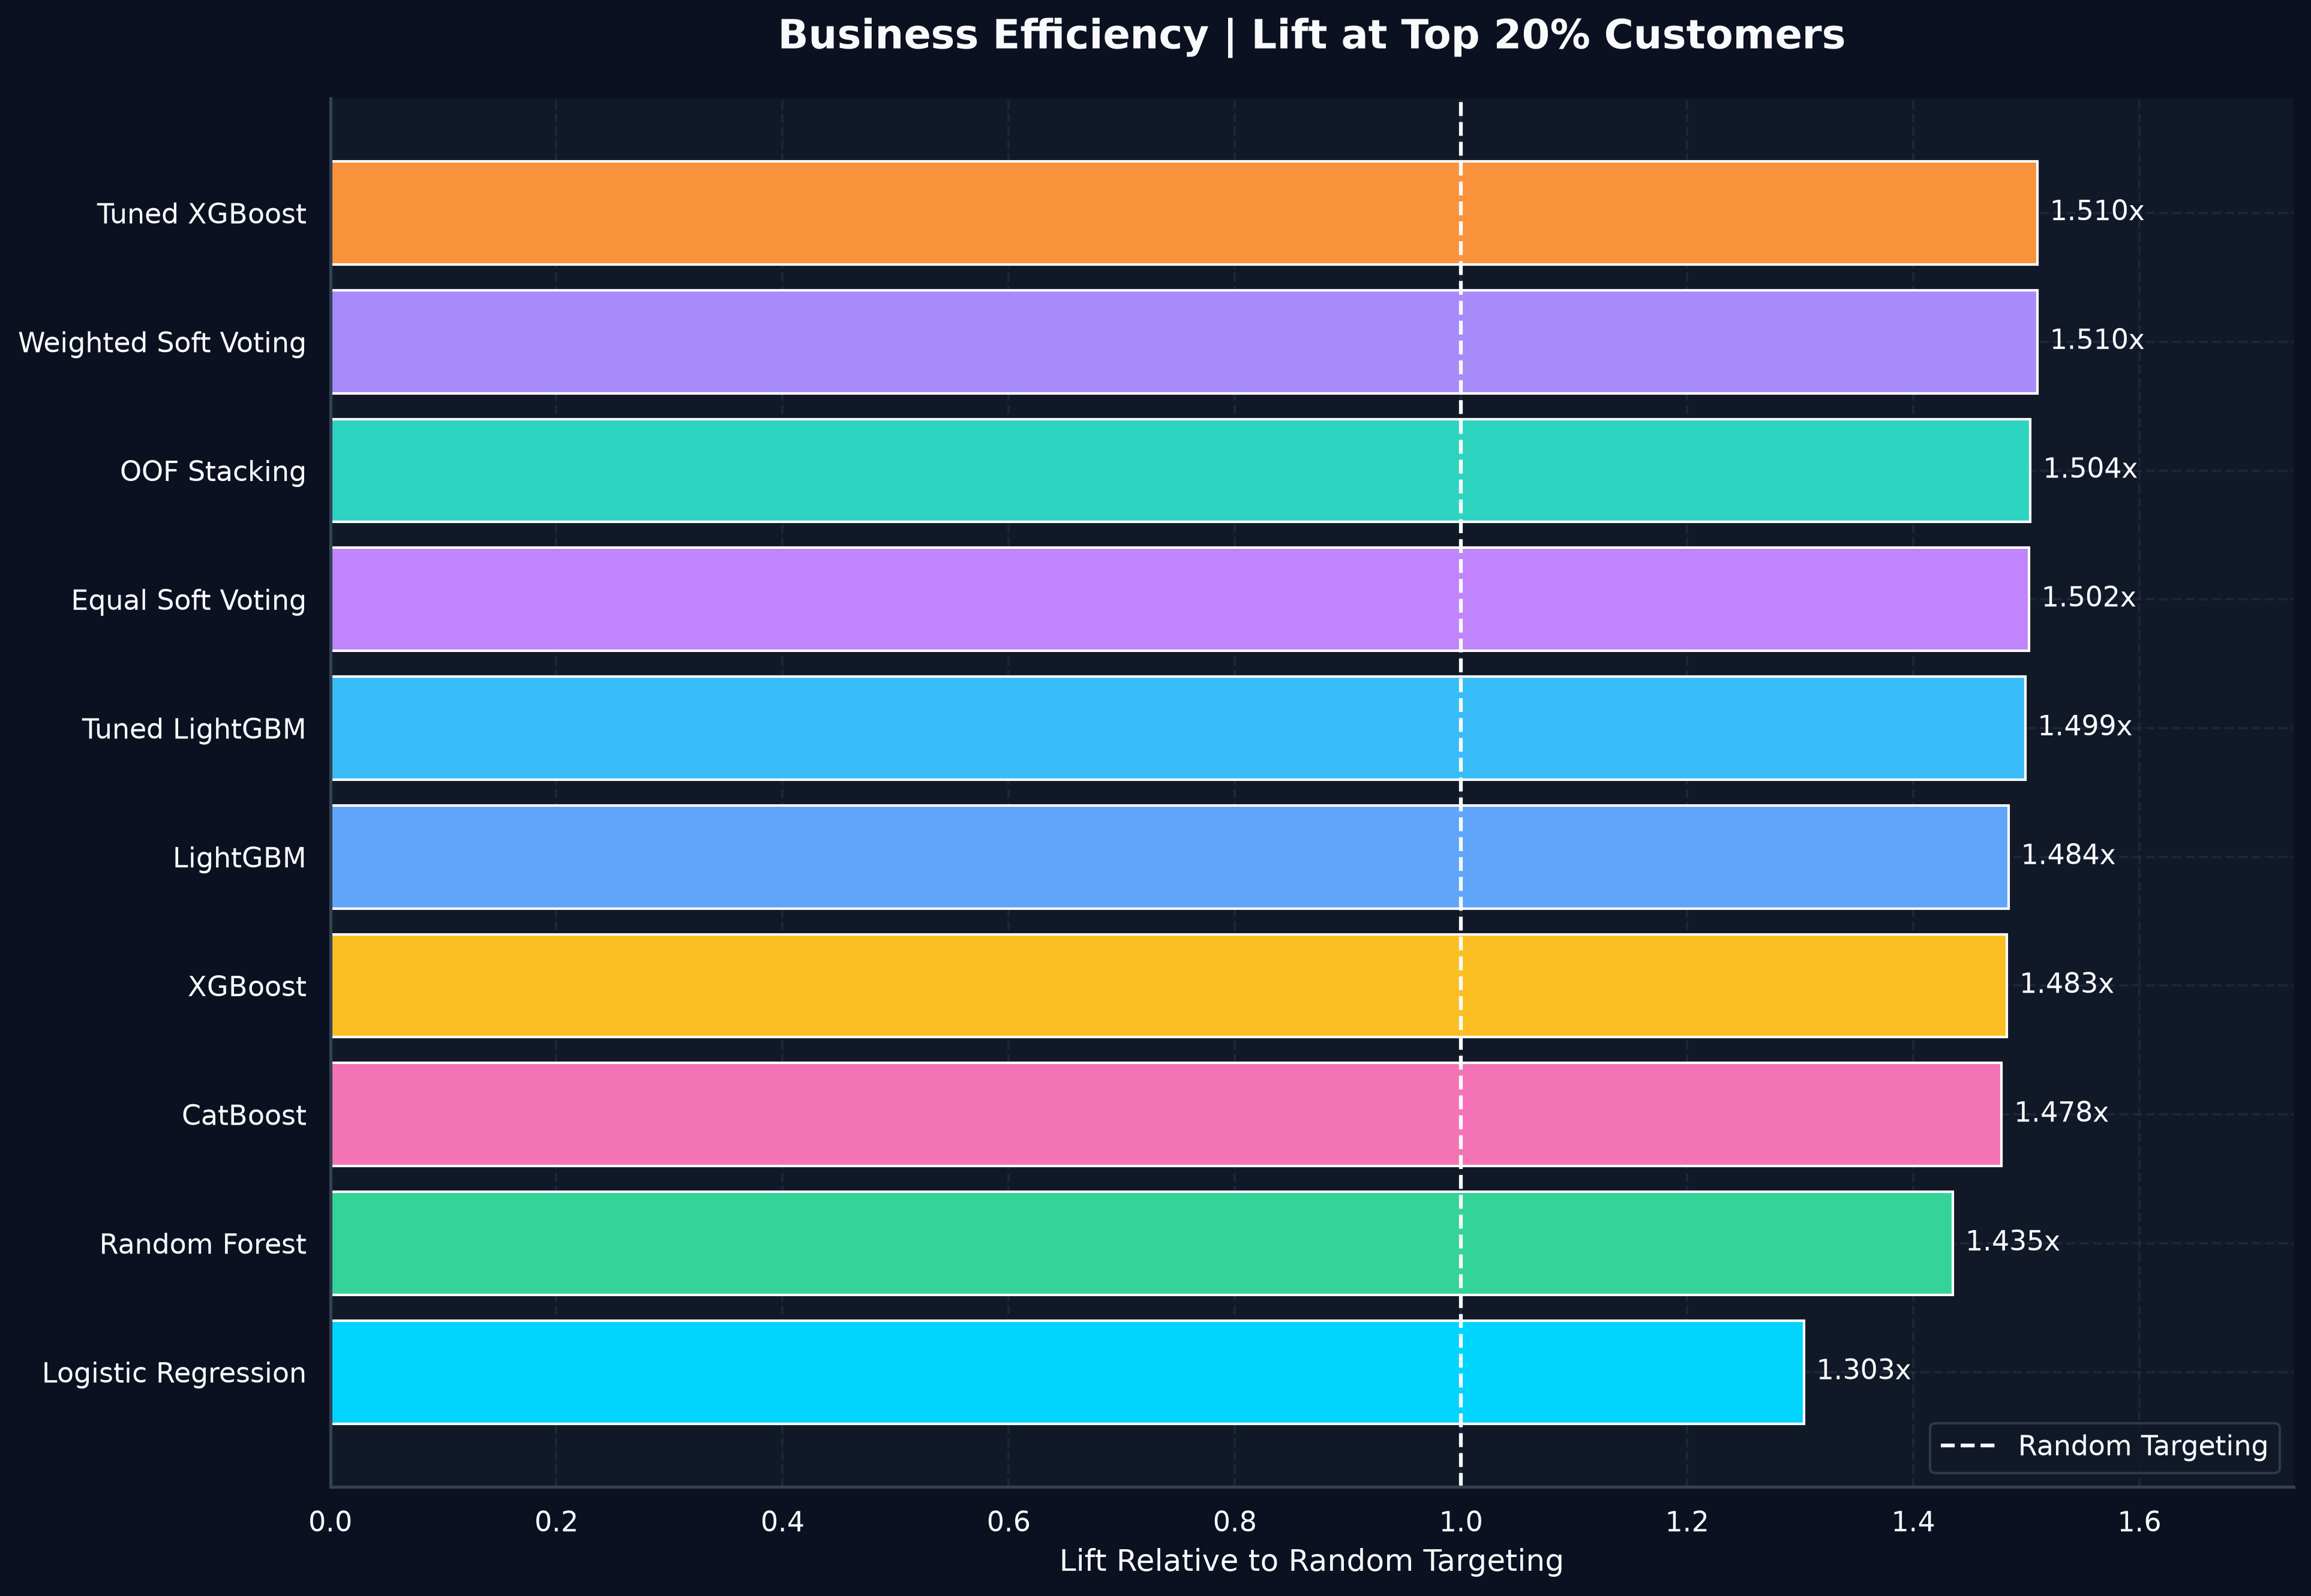 Business Efficiency | Lift at Top 20% Customers
Tuned XGBoost 1.510x
Weighted Soft Voting 1.510x
OOF Stacking 1.504x
Equal Soft Voting 1.502x
Tuned LightGBM 1.499x
LightGBM 1.484x
XGBoost 1.483x
CatBoost 1.478x
Random Forest 1.435x
Logistic Regression 1.303x
Random Targeting
0.0 0.2 0.4 0.6 0.8 1.0 1.2 1.4 1.6
Lift Relative to Random Targeting